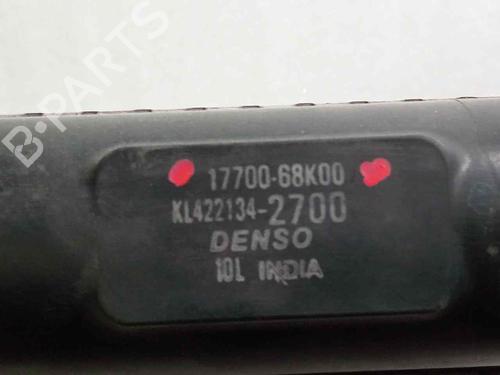 B-PARTS
17700-68K00
KL422134-2700
DENSO
10L INDIA